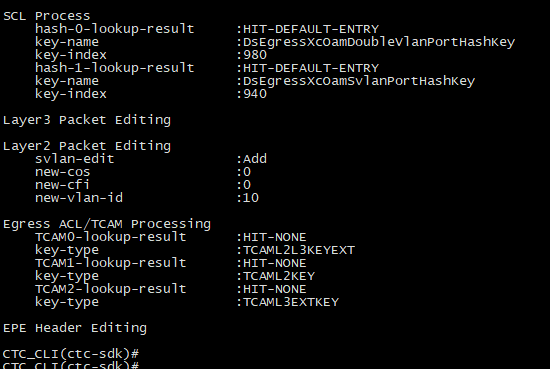 SCL Process
hash-0-lookup-result :HIT-DEFAULT-ENTRY
key-name :DsEgressXcOamDoubleVlanPortHashKey
key-index :980
hash-1-lookup-result :HIT-DEFAULT-ENTRY
key-name :DsEgressXcOamSvlanPortHashKey
key-index :940
Layer3 Packet Editing
Layer2 Packet Editing
svlan-edit :Add
new-cos :0
new-cfi :0
new-vlan-id :10
Egress ACL/TCAM Processing
TCAM0-lookup-result :HIT-NONE
key-type :TCAML2L3KEYEXT
TCAM1-lookup-result :HIT-NONE
key-type :TCAML2KEY
TCAM2-lookup-result :HIT-NONE
key-type :TCAML3EXTKEY
EPE Header Editing
CTC_CLI(ctc-sdk)#
CTC_CLI(ctc-sdk)#